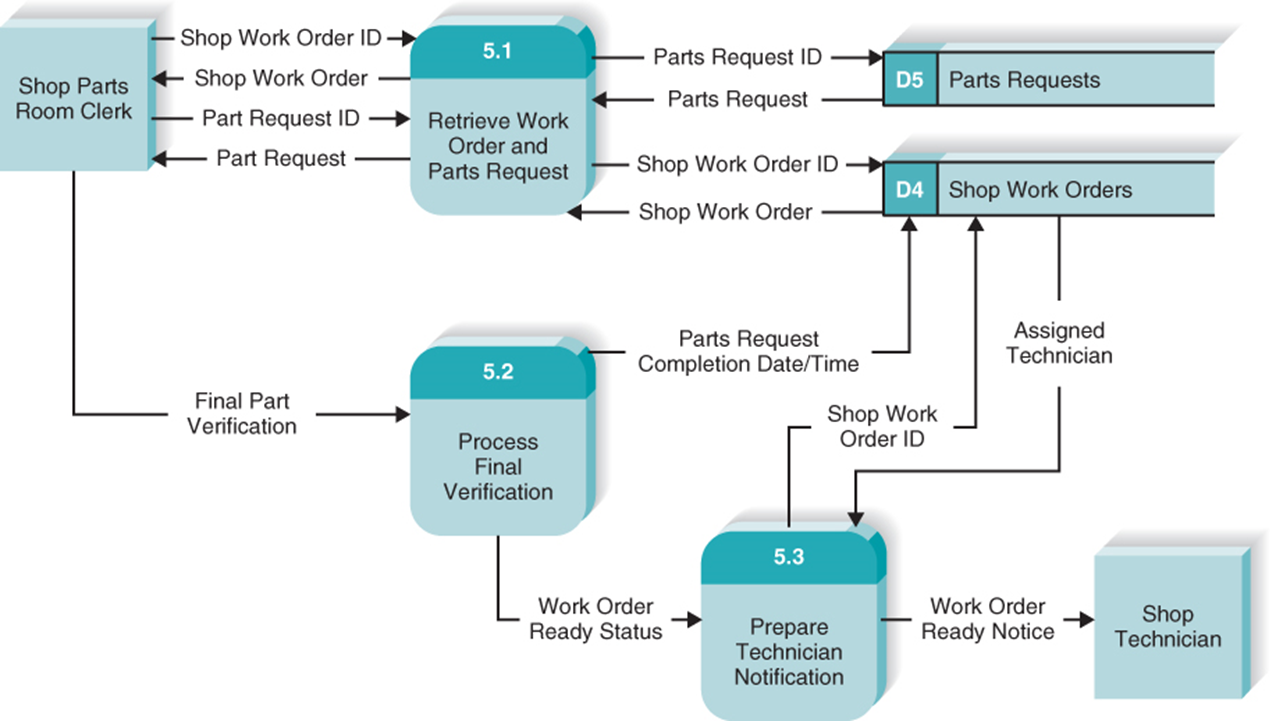 Shop Parts
Room Clerk
Shop Work Order ID
Shop Work Order
Part Request ID
Part Request
5.1
Retrieve Work
Order and
Parts Request
Parts Request ID
Parts Request
Shop Work Order ID
Shop Work Order
D5
Parts Requests
D4
Shop Work Orders
Final Part
Verification
5.2
Process
Final
Verification
Parts Request
Completion Date/Time
Assigned
Technician
Shop Work
Order ID
Work Order
Ready Status
5.3
Prepare
Technician
Notification
Work Order
Ready Notice
Shop
Technician